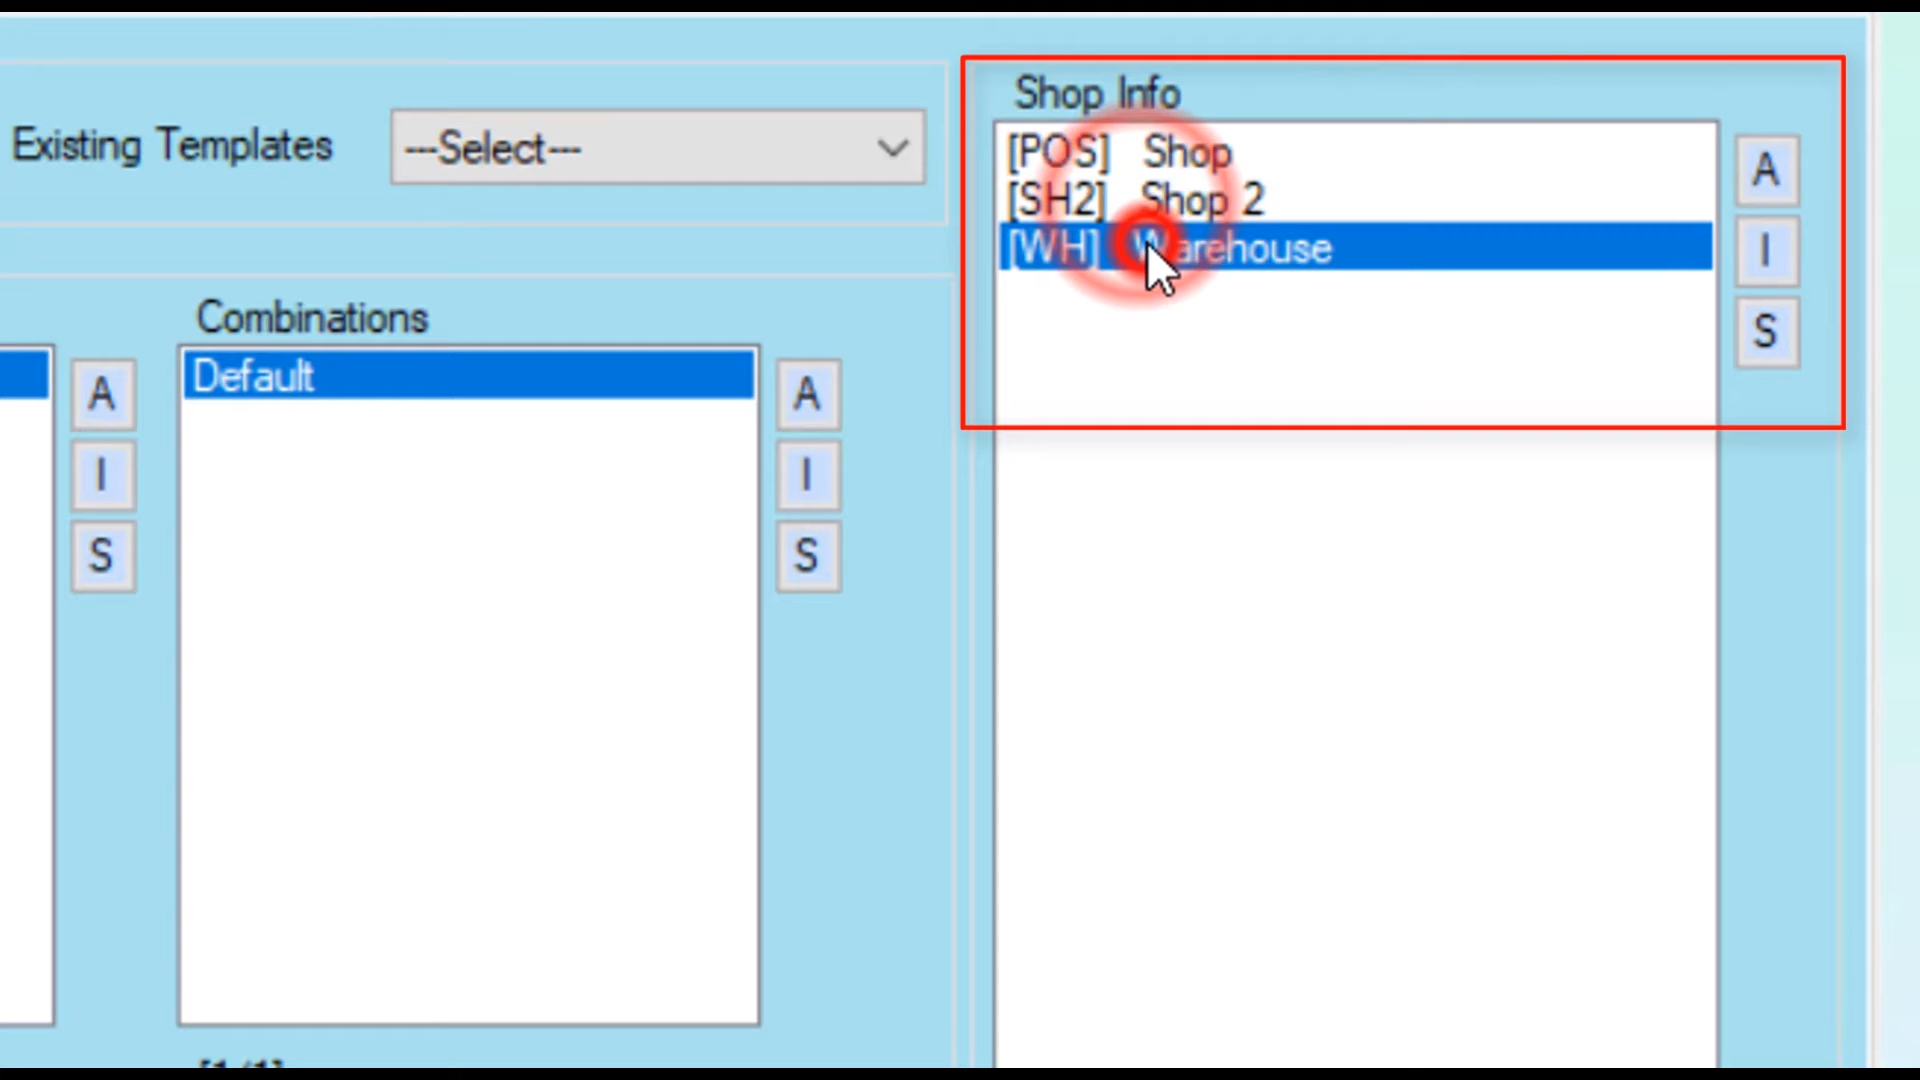 Existing Templates
---Select---
Shop Info
[POS] Shop
[SH2] Shop 2
[WH] Warehouse
A
I
S
Combinations
Default
A
I
S
A
I
S